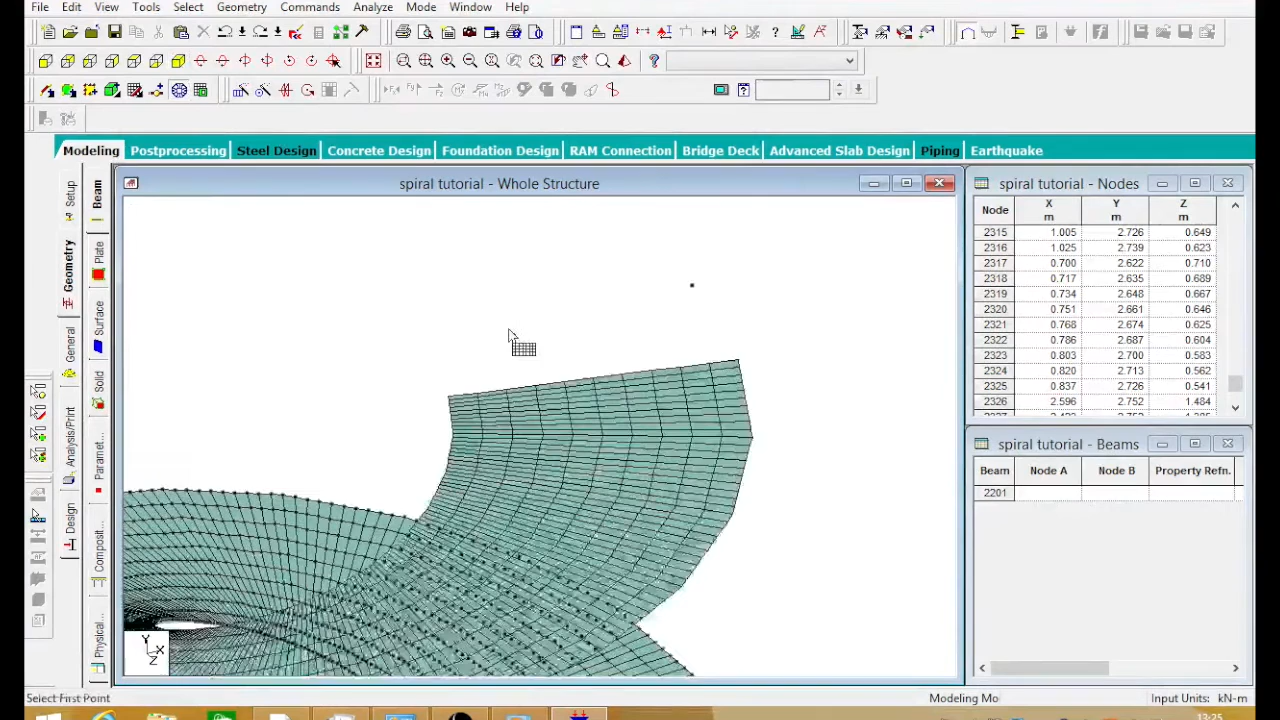 File Edit View Tools Select Geometry Commands Analyze Mode Window Help
Modeling Postprocessing Steel Design Concrete Design Foundation Design RAM Connection Bridge Deck Advanced Slab Design Piping Earthquake
Setup
Geometry
General
Analysis/Print
Design
Beam
Plate
Surface
Solid
Paramet...
Composit...
Physical...
spiral tutorial - Whole Structure
Y
X
Z
spiral tutorial - Nodes
Node X m Y m Z m
2315 1.005 2.726 0.649
2316 1.025 2.739 0.623
2317 0.700 2.622 0.710
2318 0.717 2.635 0.689
2319 0.734 2.648 0.667
2320 0.751 2.661 0.646
2321 0.768 2.674 0.625
2322 0.786 2.687 0.604
2323 0.803 2.700 0.583
2324 0.820 2.713 0.562
2325 0.837 2.726 0.541
2326 2.596 2.752 1.484
spiral tutorial - Beams
Beam Node A Node B Property Refn.
2201
Select First Point Modeling Mo Input Units: kN-m
13:25